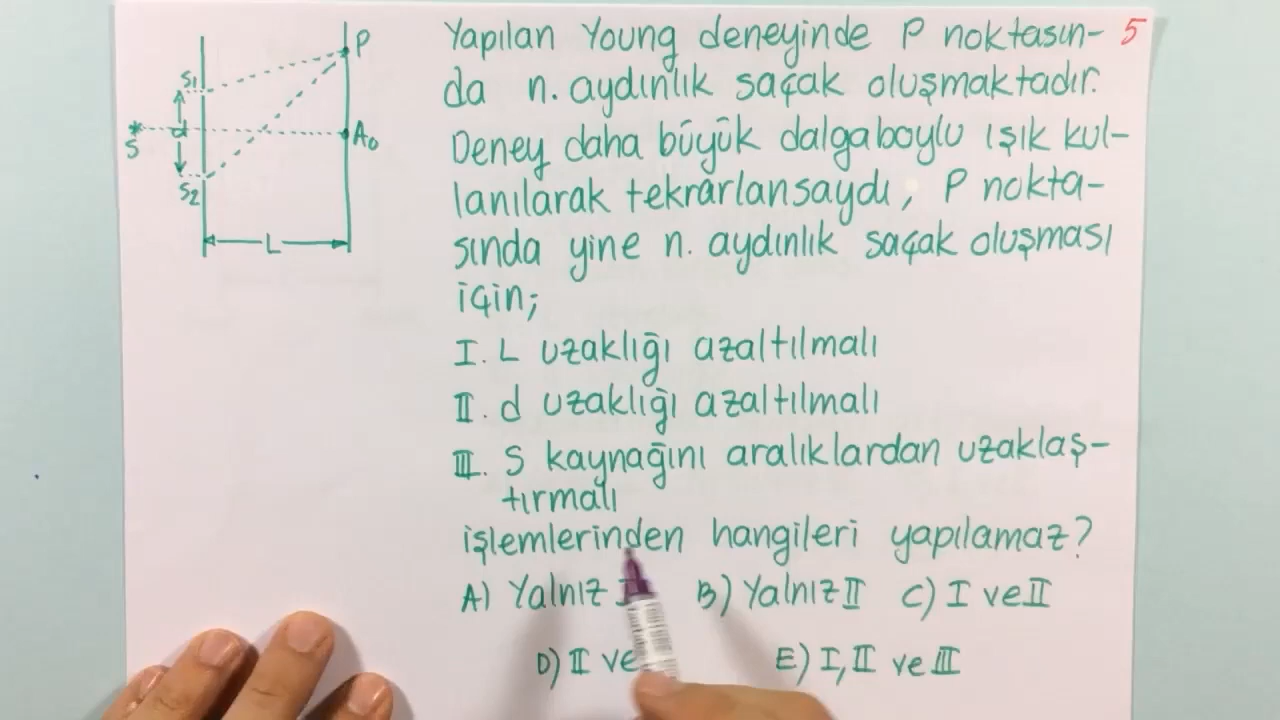 Yapılan Young deneyinde P noktasın- 5
da n. aydınlık saçak oluşmaktadır.
Deney daha büyük dalgaboylu ışık kul-
lanılarak tekrarlansaydı, P nokta-
sında yine n. aydınlık saçak oluşması
için;
I. L uzaklığı azaltılmalı
II. d uzaklığı azaltılmalı
III. S kaynağını aralıklardan uzaklaş-
tırmalı
işlemlerinden hangileri yapılamaz?
A) Yalnız I B) Yalnız II C) I ve II
D) II ve E) I, II ve III
P
S1
d
S
A0
S2
L